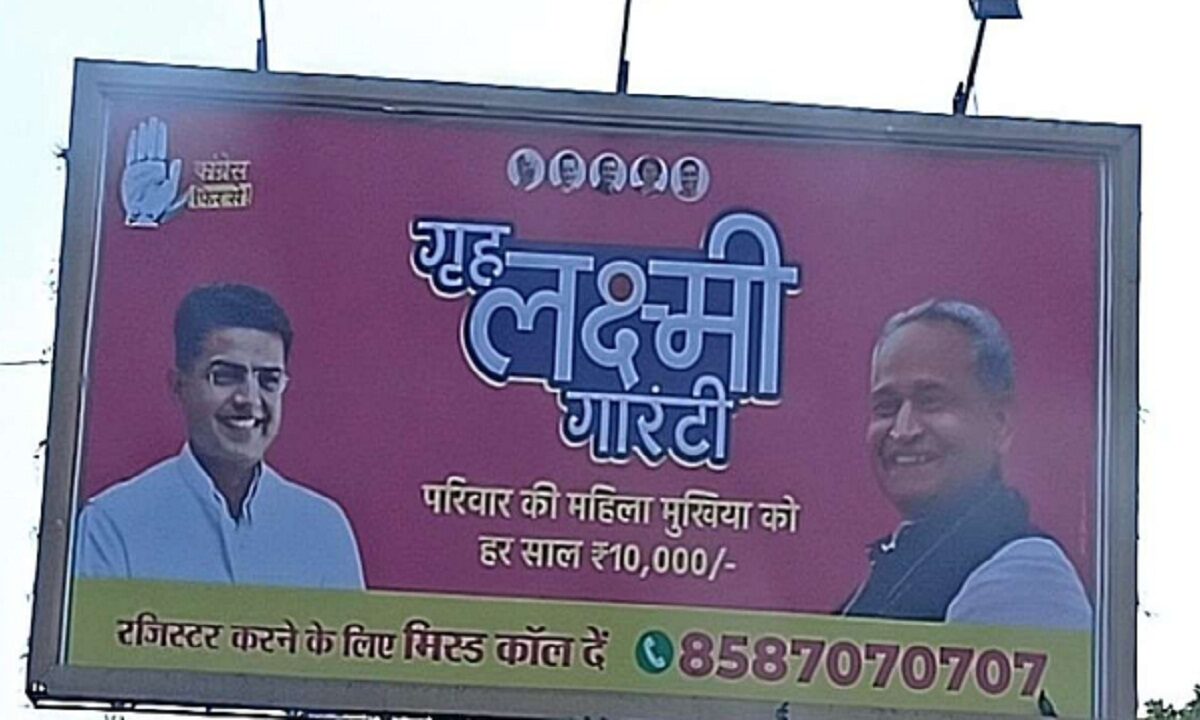 कांग्रेस
फिर से
गृह
लक्ष्मी
गारंटी
परिवार की महिला मुखिया को
हर साल ₹10,000/-
रजिस्टर करने के लिए मिस्ड कॉल दें 8587070707